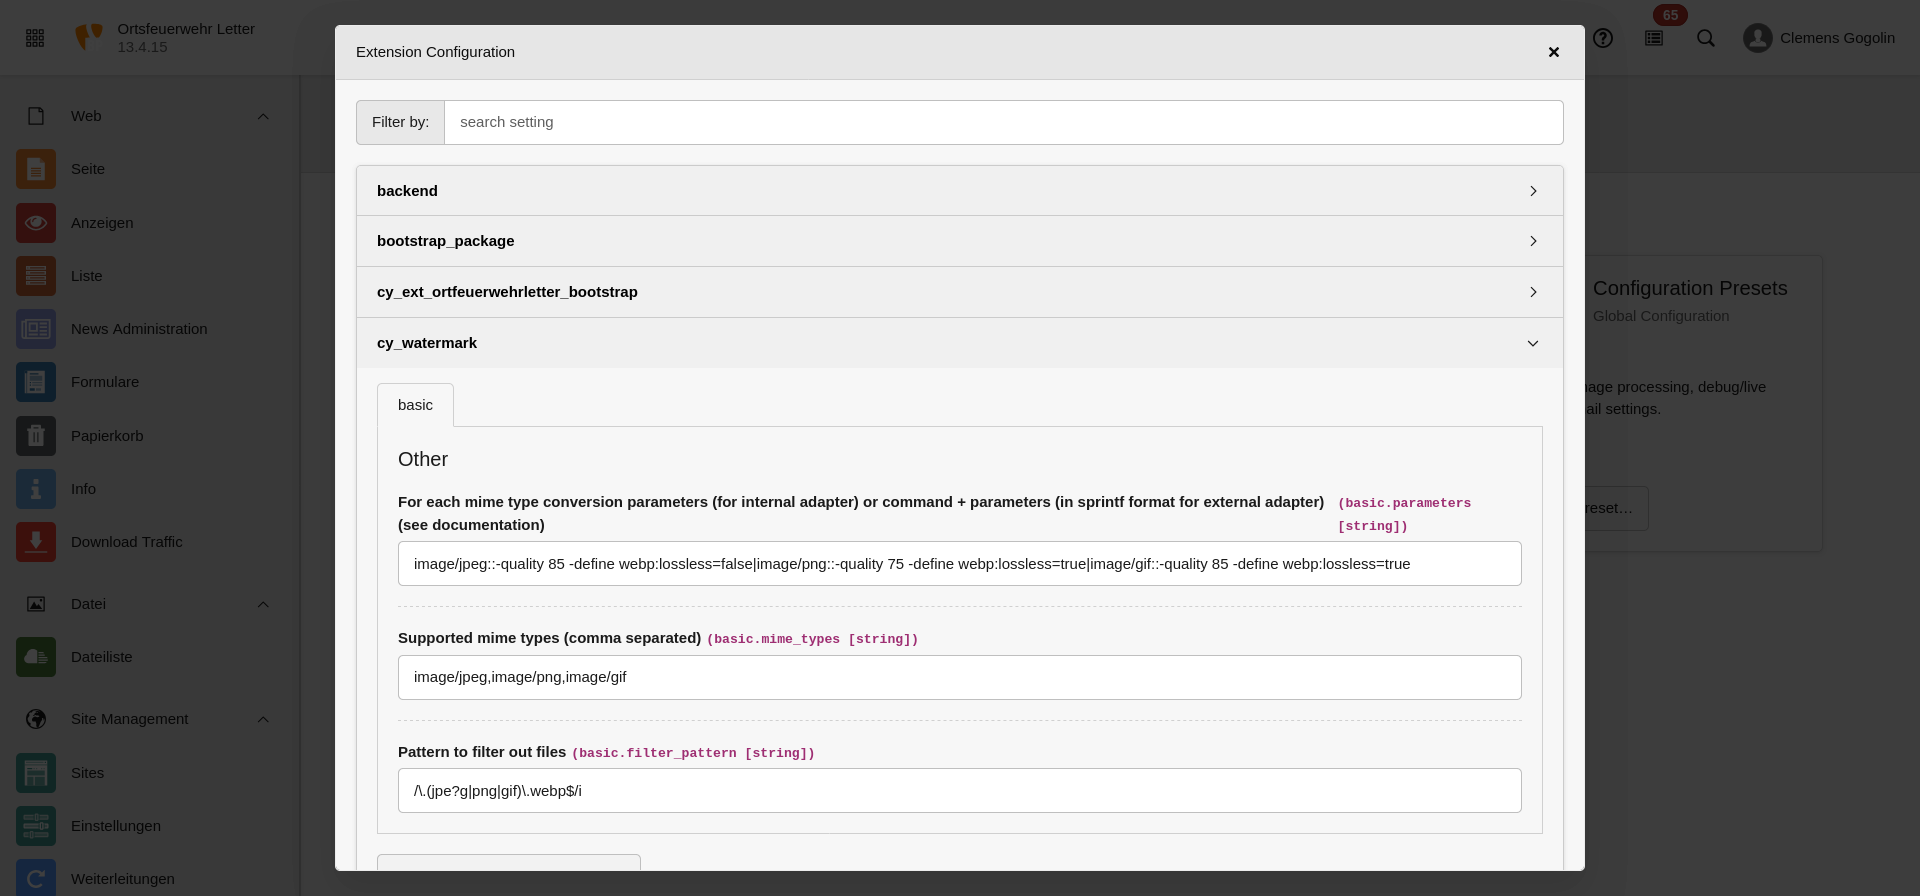 Ortsfeuerwehr Letter
13.4.15
65
Clemens Gogolin
Web
Seite
Anzeigen
Liste
News Administration
Formulare
Papierkorb
Info
Download Traffic
Datei
Dateiliste
Site Management
Sites
Einstellungen
Weiterleitungen
Extension Configuration
Filter by:
search setting
backend
bootstrap_package
cy_ext_ortfeuerwehrletter_bootstrap
cy_watermark
basic
Other
For each mime type conversion parameters (for internal adapter) or command + parameters (in sprintf format for external adapter) (basic.parameters
(see documentation) [string])
image/jpeg::-quality 85 -define webp:lossless=false|image/png::-quality 75 -define webp:lossless=true|image/gif::-quality 85 -define webp:lossless=true
Supported mime types (comma separated) (basic.mime_types [string])
image/jpeg,image/png,image/gif
Pattern to filter out files (basic.filter_pattern [string])
/\.(jpe?g|png|gif)\.webp$/i
Configuration Presets
Global Configuration
processing, debug/live
settings.